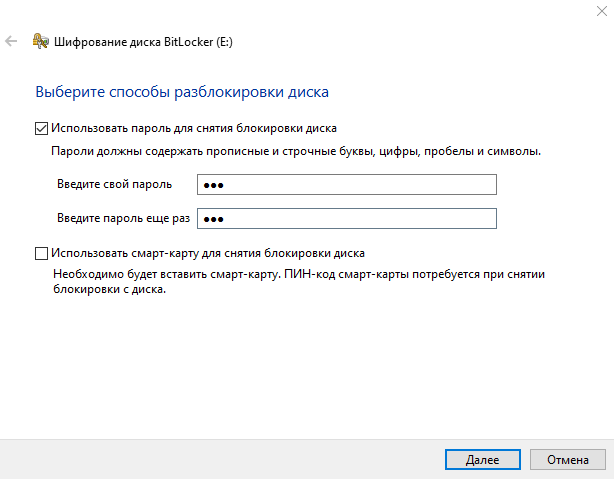 Шифрование диска BitLocker (E:)
Выберите способы разблокировки диска
Использовать пароль для снятия блокировки диска
Пароли должны содержать прописные и строчные буквы, цифры, пробелы и символы.
Введите свой пароль ●●●
Введите пароль еще раз ●●●
Использовать смарт-карту для снятия блокировки диска
Необходимо будет вставить смарт-карту. ПИН-код смарт-карты потребуется при снятии
блокировки с диска.
Далее Отмена